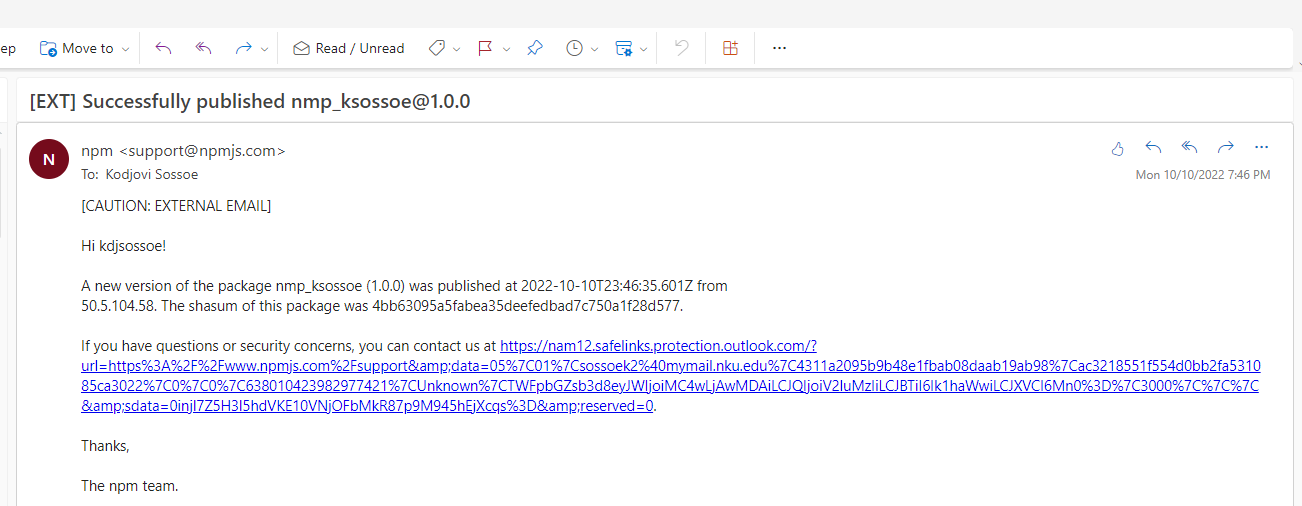 ep Move to Read / Unread
[EXT] Successfully published nmp_ksossoe@1.0.0
N
npm <support@npmjs.com>
To: Kodjovi Sossoe
Mon 10/10/2022 7:46 PM
[CAUTION: EXTERNAL EMAIL]
Hi kdjsossoe!
A new version of the package nmp_ksossoe (1.0.0) was published at 2022-10-10T23:46:35.601Z from
50.5.104.58. The shasum of this package was 4bb63095a5fabea35deefedbad7c750a1f28d577.
If you have questions or security concerns, you can contact us at https://nam12.safelinks.protection.outlook.com/?
url=https%3A%2F%2Fwww.npmjs.com%2Fsupport&amp;data=05%7C01%7Csossoek2%40mymail.nku.edu%7C4311a2095b9b48e1fbab08daab19ab98%7Cac3218551f554d0bb2fa5310
85ca3022%7C0%7C0%7C638010423982977421%7CUnknown%7CTWFpbGZsb3d8eyJWIjoiMC4wLjAwMDAiLCJQIjoiV2luMzIiLCJBTiI6Ik1haWwiLCJXVCI6Mn0%3D%7C3000%7C%7C%7C
&amp;sdata=0injI7Z5H3I5hdVKE10VNjOFbMkR87p9M945hEjXcqs%3D&amp;reserved=0.
Thanks,
The npm team.